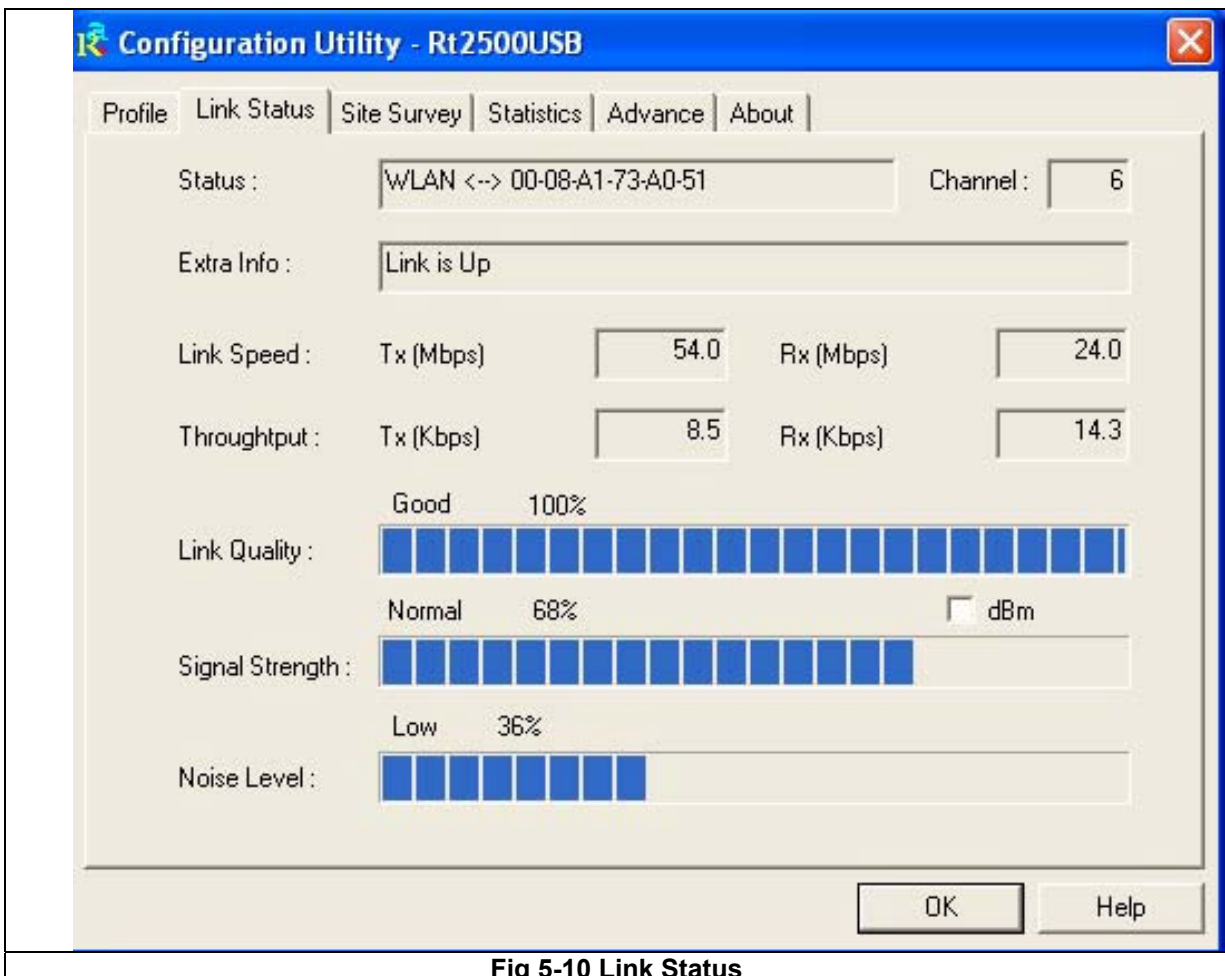 Configuration Utility - Rt2500USB
Profile Link Status Site Survey Statistics Advance About
Status : WLAN <--> 00-08-A1-73-A0-51 Channel : 6
Extra Info : Link is Up
Link Speed : Tx (Mbps) 54.0 Rx (Mbps) 24.0
Throughtput : Tx (Kbps) 8.5 Rx (Kbps) 14.3
Good 100%
Link Quality :
Normal 68% dBm
Signal Strength :
Low 36%
Noise Level :
OK Help
Fig 5-10 Link Status